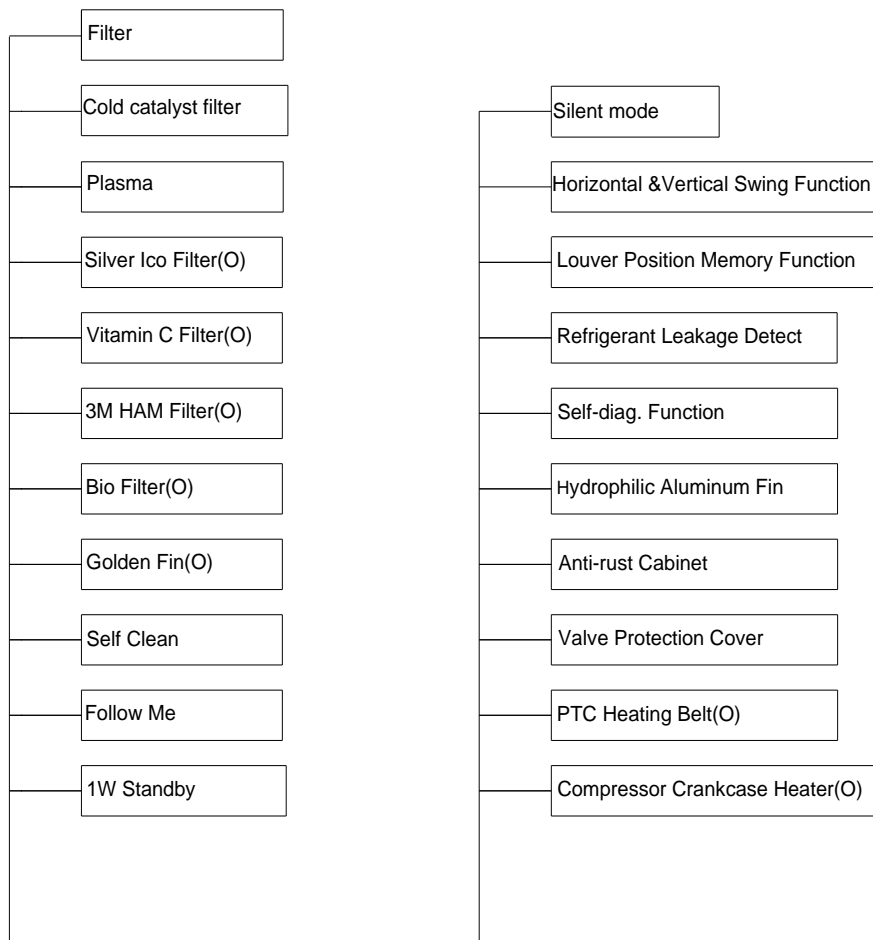 Filter
Cold catalyst filter
Plasma
Silver Ico Filter(O)
Vitamin C Filter(O)
3M HAM Filter(O)
Bio Filter(O)
Golden Fin(O)
Self Clean
Follow Me
1W Standby
Silent mode
Horizontal &Vertical Swing Function
Louver Position Memory Function
Refrigerant Leakage Detect
Self-diag. Function
Hydrophilic Aluminum Fin
Anti-rust Cabinet
Valve Protection Cover
PTC Heating Belt(O)
Compressor Crankcase Heater(O)